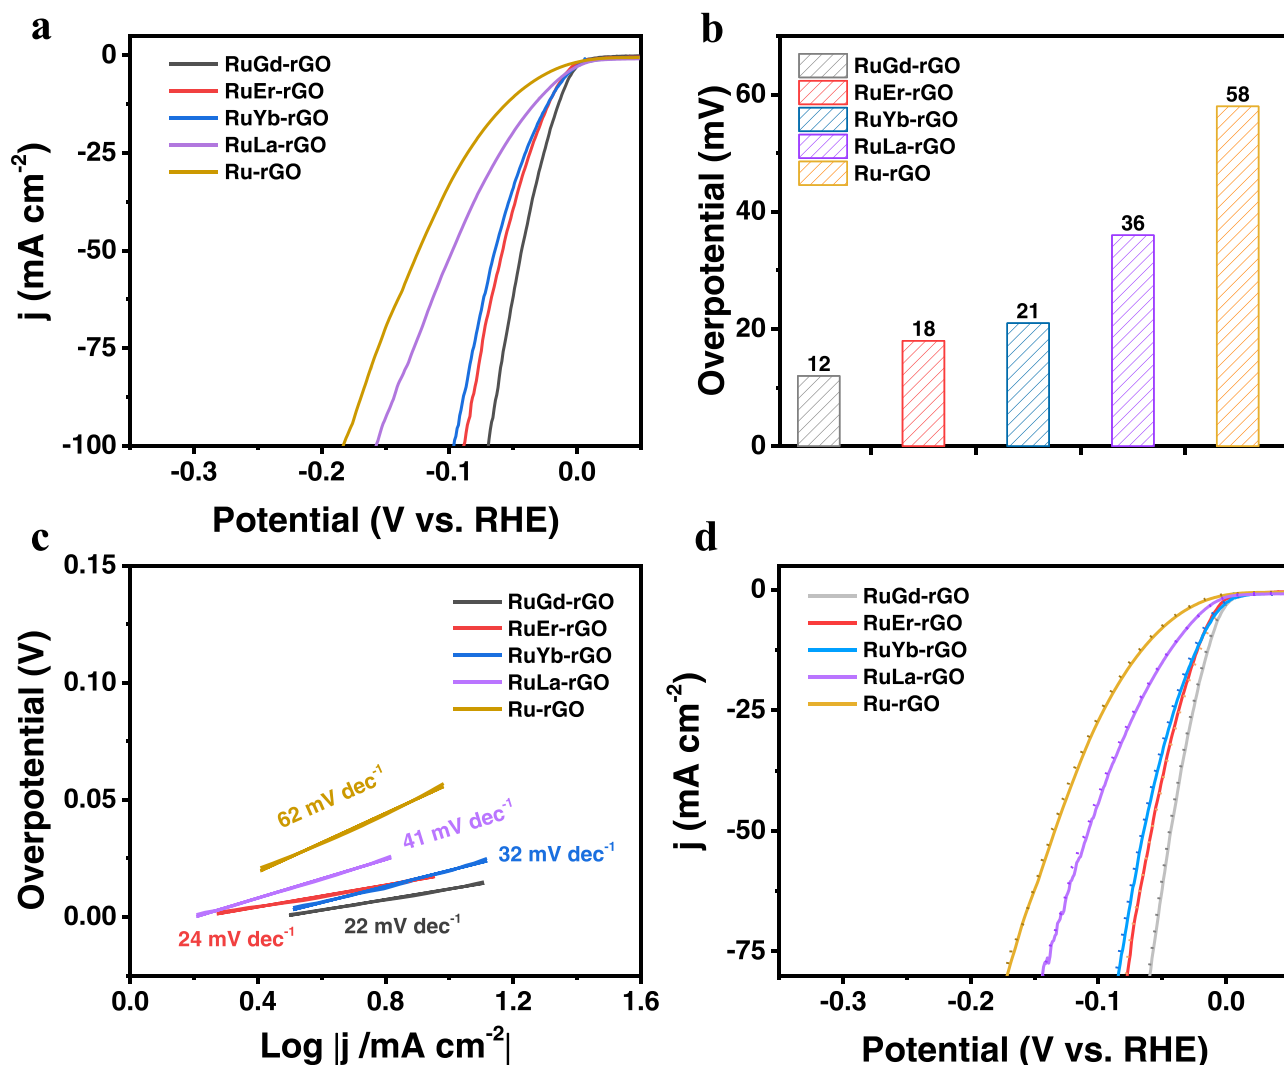 a
0
-25
-50
-75
-100
j (mA cm⁻²)
RuGd-rGO
RuEr-rGO
RuYb-rGO
RuLa-rGO
Ru-rGO
-0.3
-0.2
-0.1
0.0
Potential (V vs. RHE)
b
60
40
20
0
Overpotential (mV)
RuGd-rGO
RuEr-rGO
RuYb-rGO
RuLa-rGO
Ru-rGO
12
18
21
36
58
c
0.15
0.10
0.05
0.00
Overpotential (V)
RuGd-rGO
RuEr-rGO
RuYb-rGO
RuLa-rGO
Ru-rGO
62 mV dec⁻¹
41 mV dec⁻¹
32 mV dec⁻¹
22 mV dec⁻¹
24 mV dec⁻¹
0.0
0.4
0.8
1.2
1.6
Log |j /mA cm⁻²|
d
0
-25
-50
-75
j (mA cm⁻²)
RuGd-rGO
RuEr-rGO
RuYb-rGO
RuLa-rGO
Ru-rGO
-0.3
-0.2
-0.1
0.0
Potential (V vs. RHE)